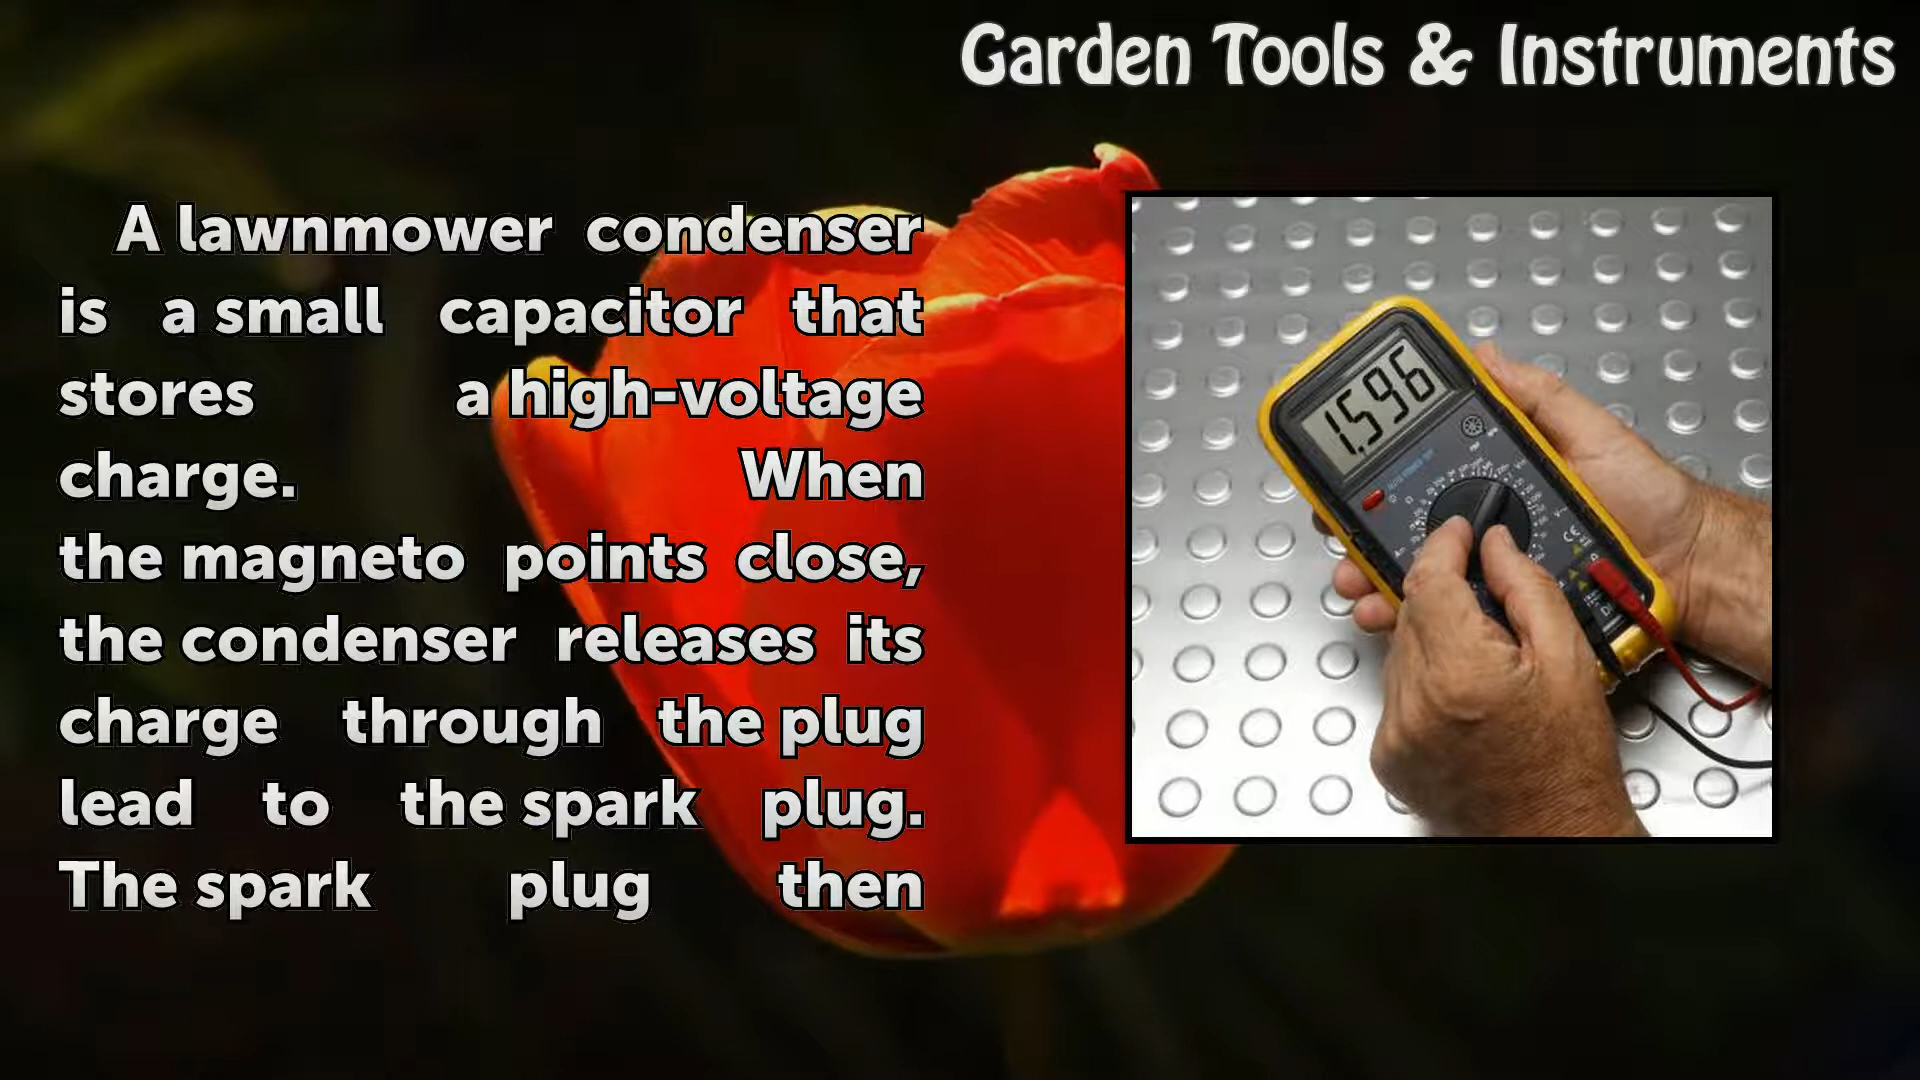 Garden Tools & Instruments
A lawnmower condenser
is a small capacitor that
stores a high-voltage
charge. When
the magneto points close,
the condenser releases its
charge through the plug
lead to the spark plug.
The spark plug then
1.596